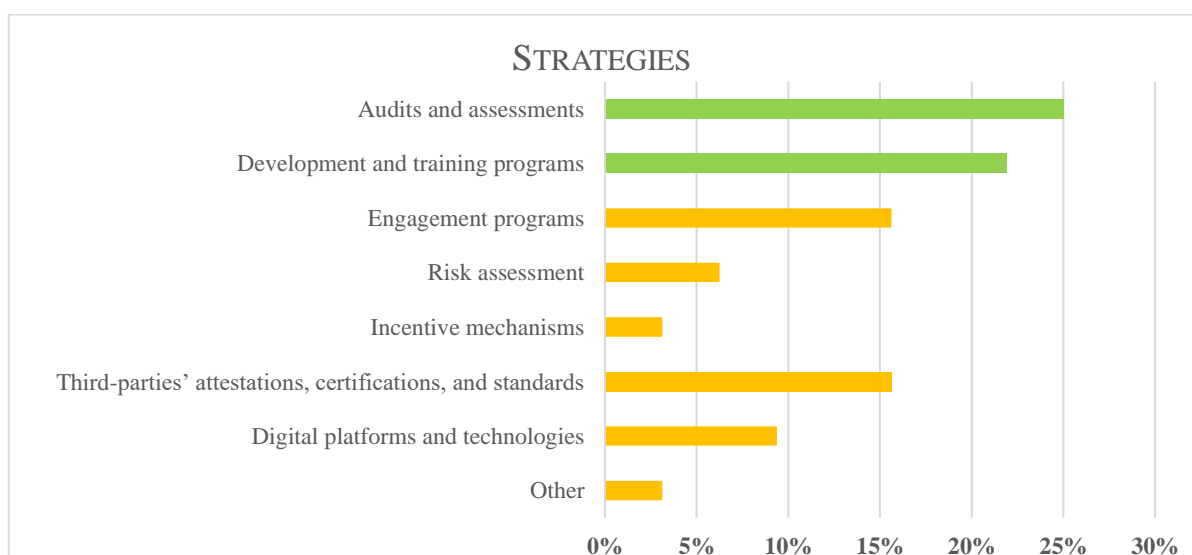 STRATEGIES
Audits and assessments
Development and training programs
Engagement programs
Risk assessment
Incentive mechanisms
Third-parties’ attestations, certifications, and standards
Digital platforms and technologies
Other
0% 5% 10% 15% 20% 25% 30%